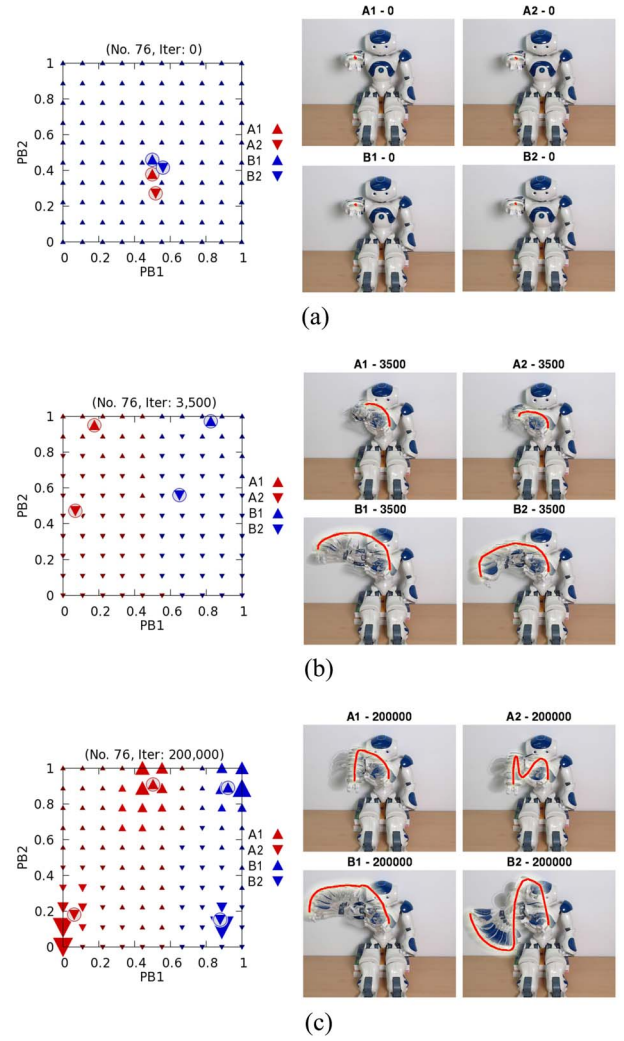 (No. 76, Iter: 0)
1
0.8
0.6
0.4
0.2
0
PB2
0 0.2 0.4 0.6 0.8 1
PB1
A1
A2
B1
B2
A1 - 0
A2 - 0
B1 - 0
B2 - 0
(a)
(No. 76, Iter: 3,500)
1
0.8
0.6
0.4
0.2
0
PB2
0 0.2 0.4 0.6 0.8 1
PB1
A1
A2
B1
B2
A1 - 3500
A2 - 3500
B1 - 3500
B2 - 3500
(b)
(No. 76, Iter: 200,000)
1
0.8
0.6
0.4
0.2
0
PB2
0 0.2 0.4 0.6 0.8 1
PB1
A1
A2
B1
B2
A1 - 200000
A2 - 200000
B1 - 200000
B2 - 200000
(c)